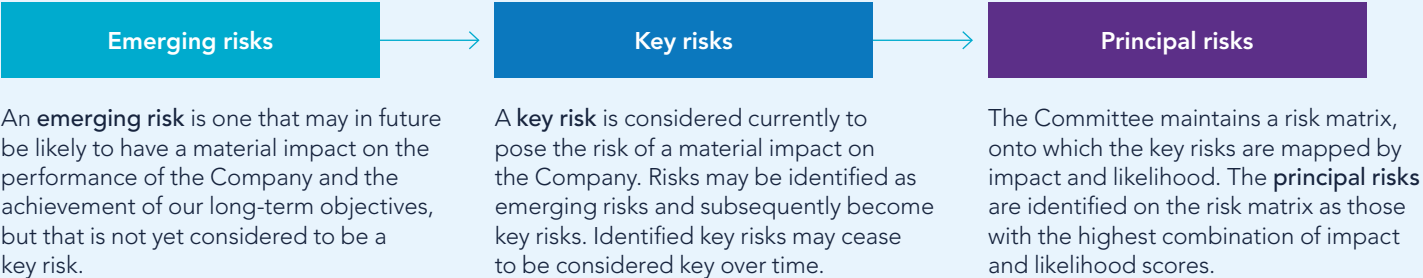 Emerging risks
Key risks
Principal risks
An emerging risk is one that may in future
be likely to have a material impact on the
performance of the Company and the
achievement of our long-term objectives,
but that is not yet considered to be a
key risk.
A key risk is considered currently to
pose the risk of a material impact on
the Company. Risks may be identified as
emerging risks and subsequently become
key risks. Identified key risks may cease
to be considered key over time.
The Committee maintains a risk matrix,
onto which the key risks are mapped by
impact and likelihood. The principal risks
are identified on the risk matrix as those
with the highest combination of impact
and likelihood scores.